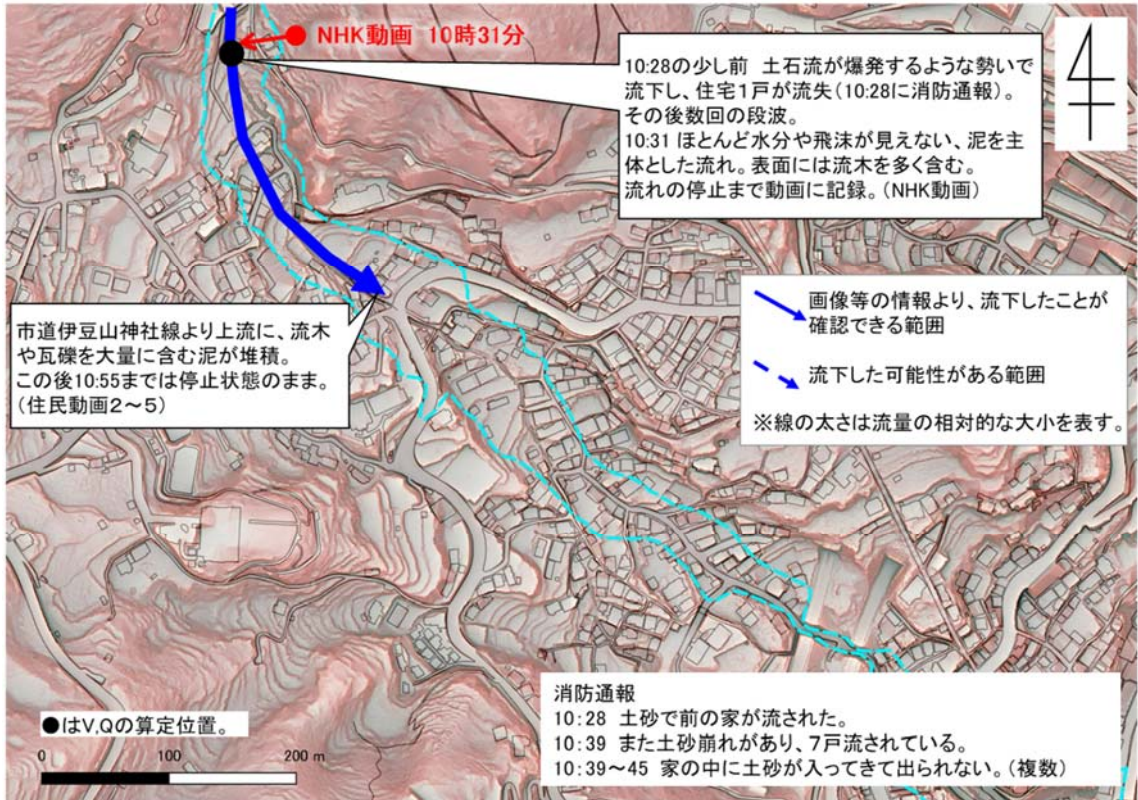 NHK動画 10時31分
10:28の少し前 土石流が爆発するような勢いで
流下し、住宅1戸が流失(10:28に消防通報)。
その後数回の段波。
10:31 ほとんど水分や飛沫が見えない、泥を主
体とした流れ。表面には流木を多く含む。
流れの停止まで動画に記録。(NHK動画)
画像等の情報より、流下したことが
確認できる範囲
流下した可能性がある範囲
※線の太さは流量の相対的な大小を表す。
市道伊豆山神社線より上流に、流木
や瓦礫を大量に含む泥が堆積。
この後10:55までは停止状態のまま。
(住民動画2～5)
●はV,Qの算定位置。
0 100 200 m
消防通報
10:28 土砂で前の家が流された。
10:39 また土砂崩れがあり、7戸流されている。
10:39～45 家の中に土砂が入ってきて出られない。(複数)